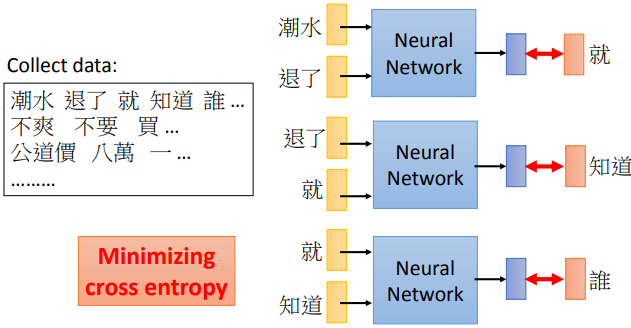 Collect data:
潮水 退了 就 知道 誰 …
不爽 不要 買 …
公道價 八萬 一 …
………
Minimizing
cross entropy
潮水
退了
Neural
Network
就
退了
就
Neural
Network
知道
就
知道
Neural
Network
誰